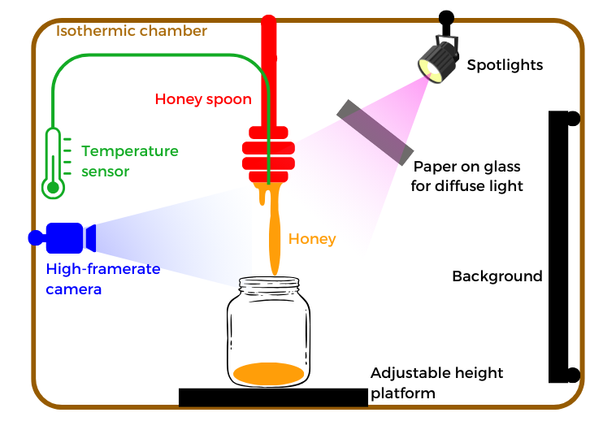 Isothermic chamber
Spotlights
Honey spoon
Temperature
sensor
Paper on glass
for diffuse light
Honey
High-framerate
camera
Background
Adjustable height
platform